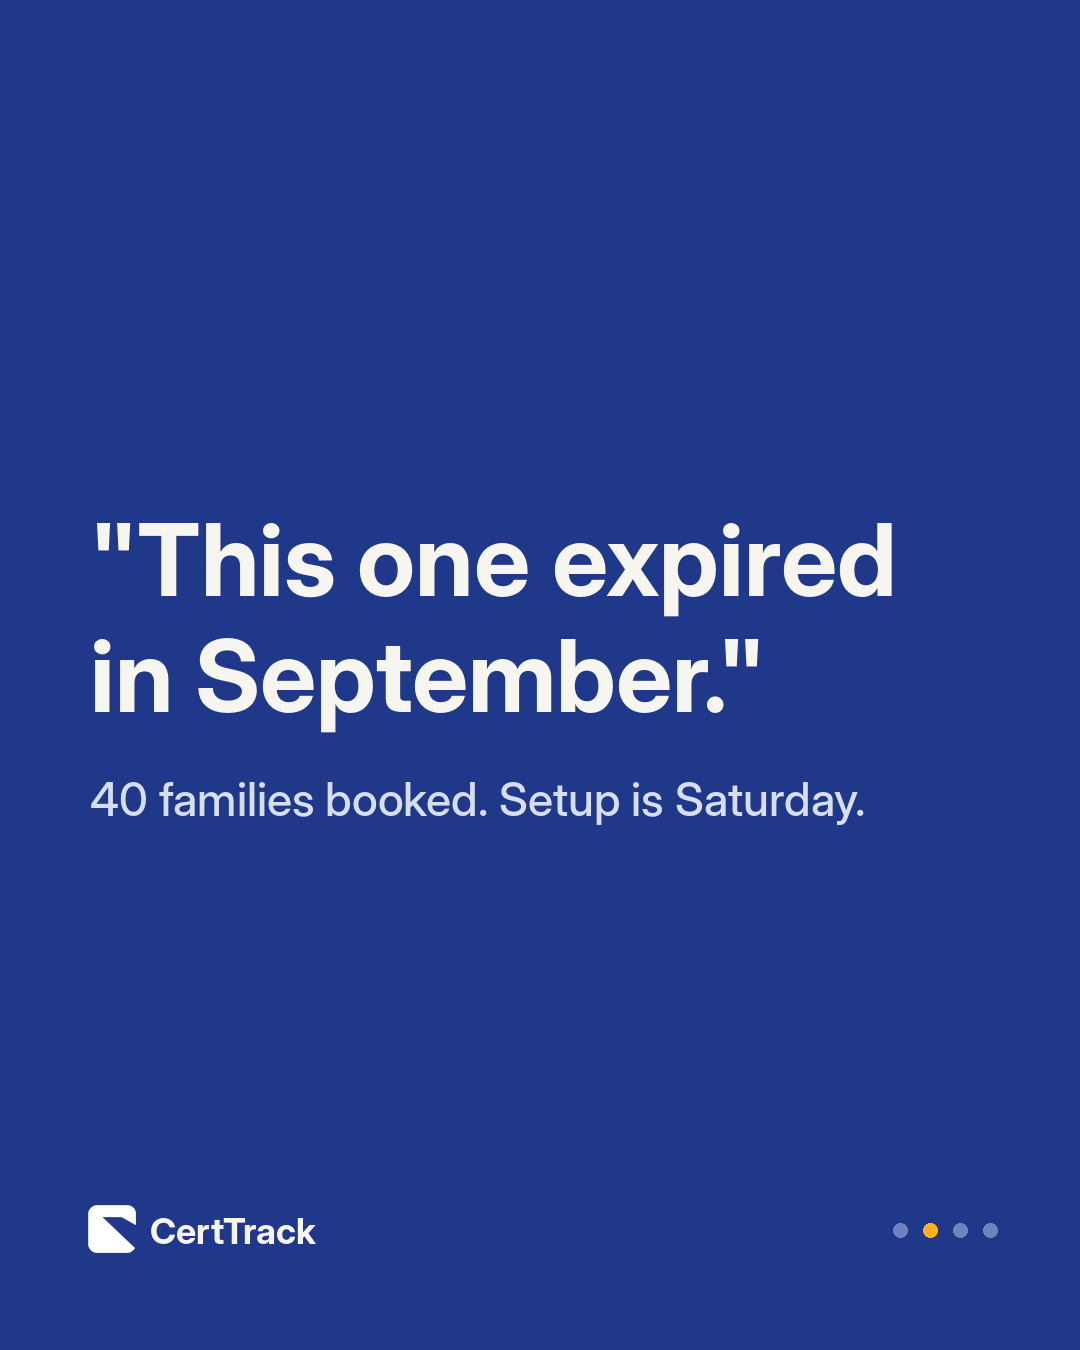 "This one expired
in September."
40 families booked. Setup is Saturday.
CertTrack